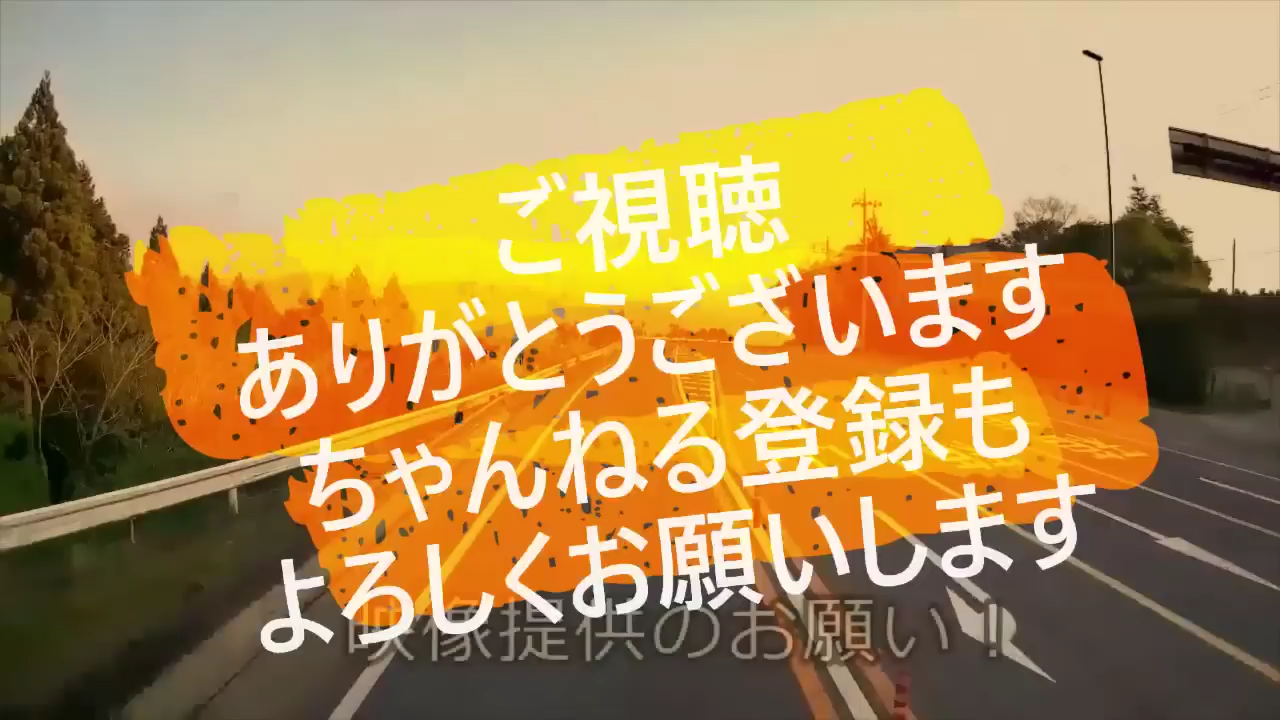 ご視聴
ありがとうございます
ちゃんねる登録も
よろしくお願いします
映像提供のお願い！